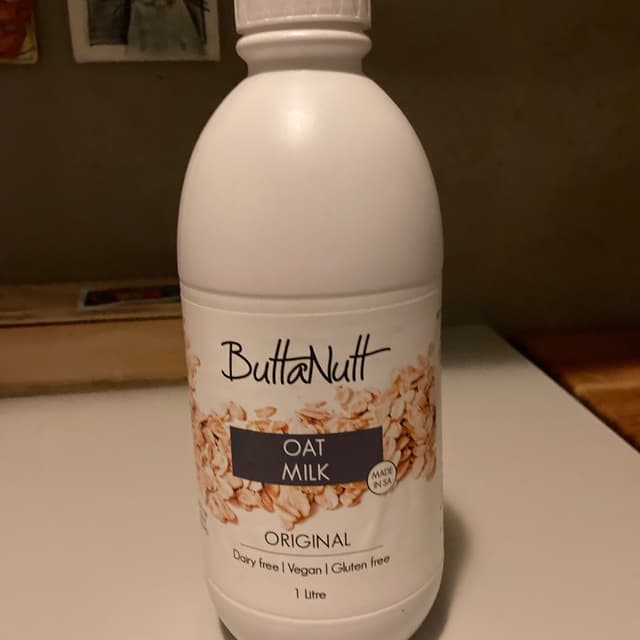 ButtaNutt
OAT
MILK
MADE
IN SA
ORIGINAL
Dairy free | Vegan | Gluten free
1 Litre